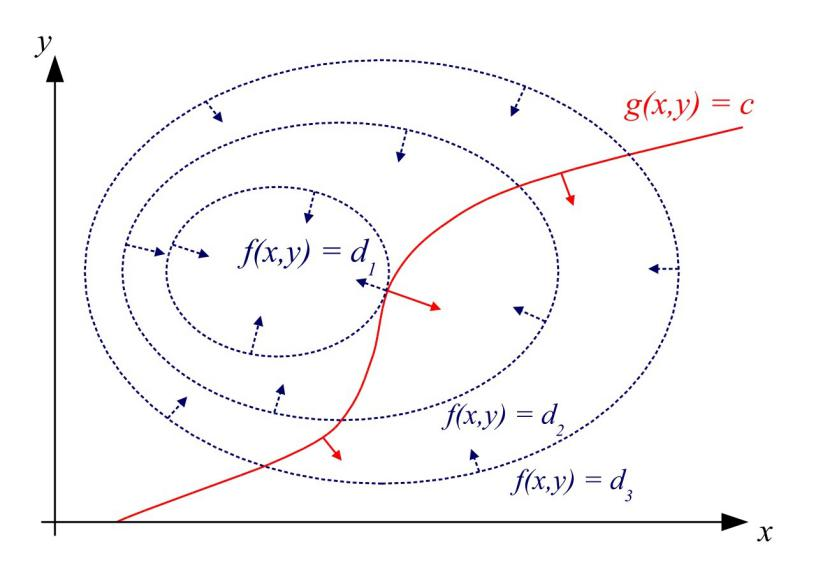 y
g(x,y) = c
f(x,y) = d₁
f(x,y) = d₂
f(x,y) = d₃
x